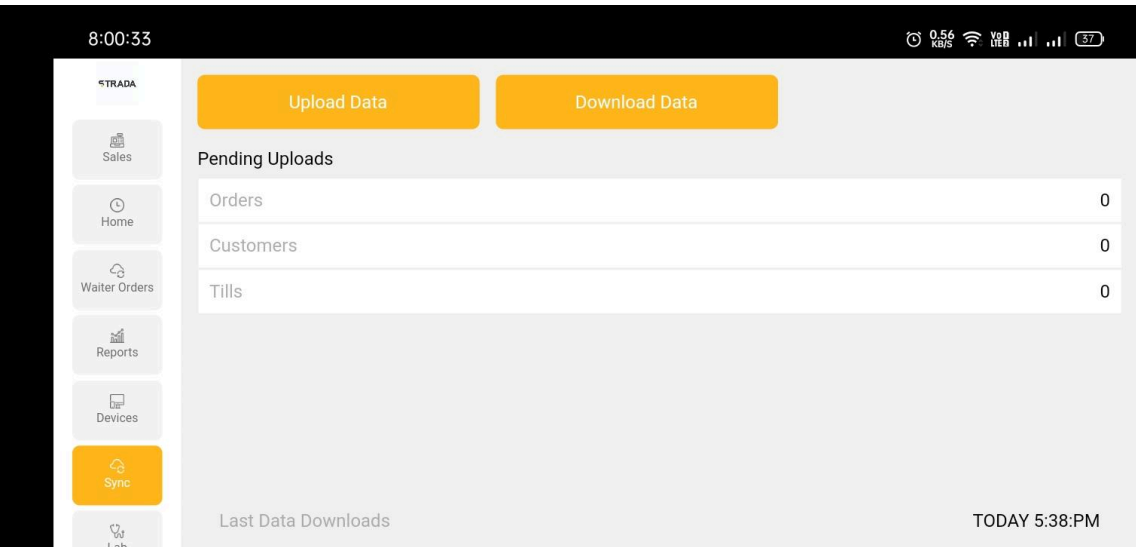 8:00:33
0.56
KB/S
Vo
LTE
37
STRADA
Upload Data
Download Data
Sales
Pending Uploads
Orders 0
Home
Customers 0
Waiter Orders
Tills 0
Reports
Devices
Sync
Last Data Downloads TODAY 5:38:PM
Lab